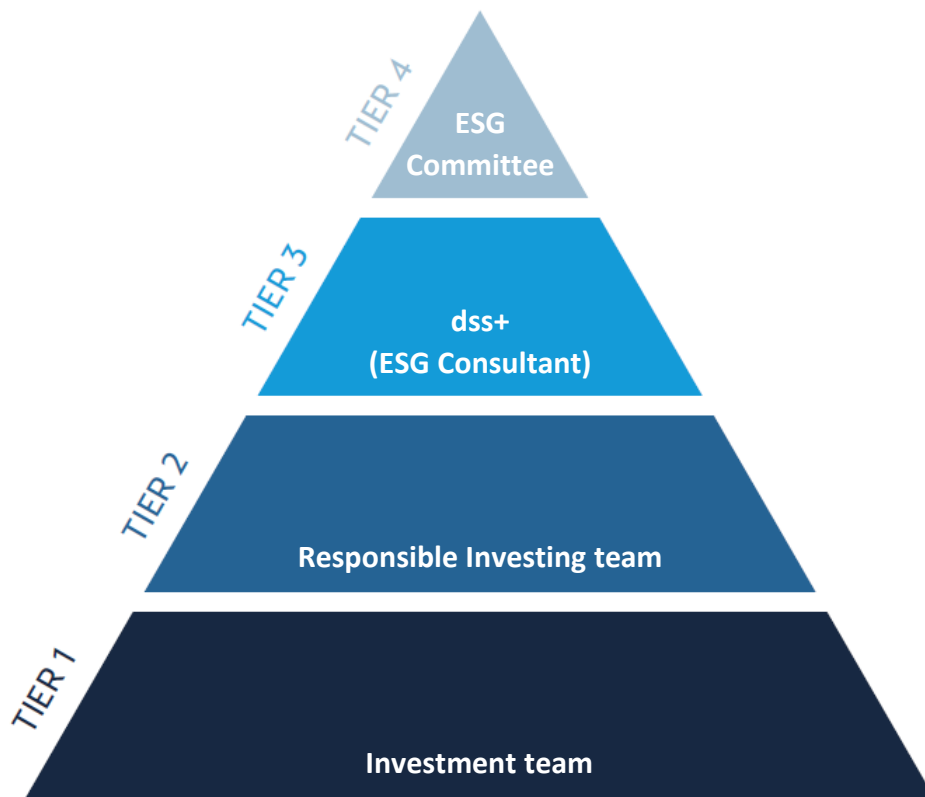 TIER 4
ESG
Committee
TIER 3
dss+
(ESG Consultant)
TIER 2
Responsible Investing team
TIER 1
Investment team